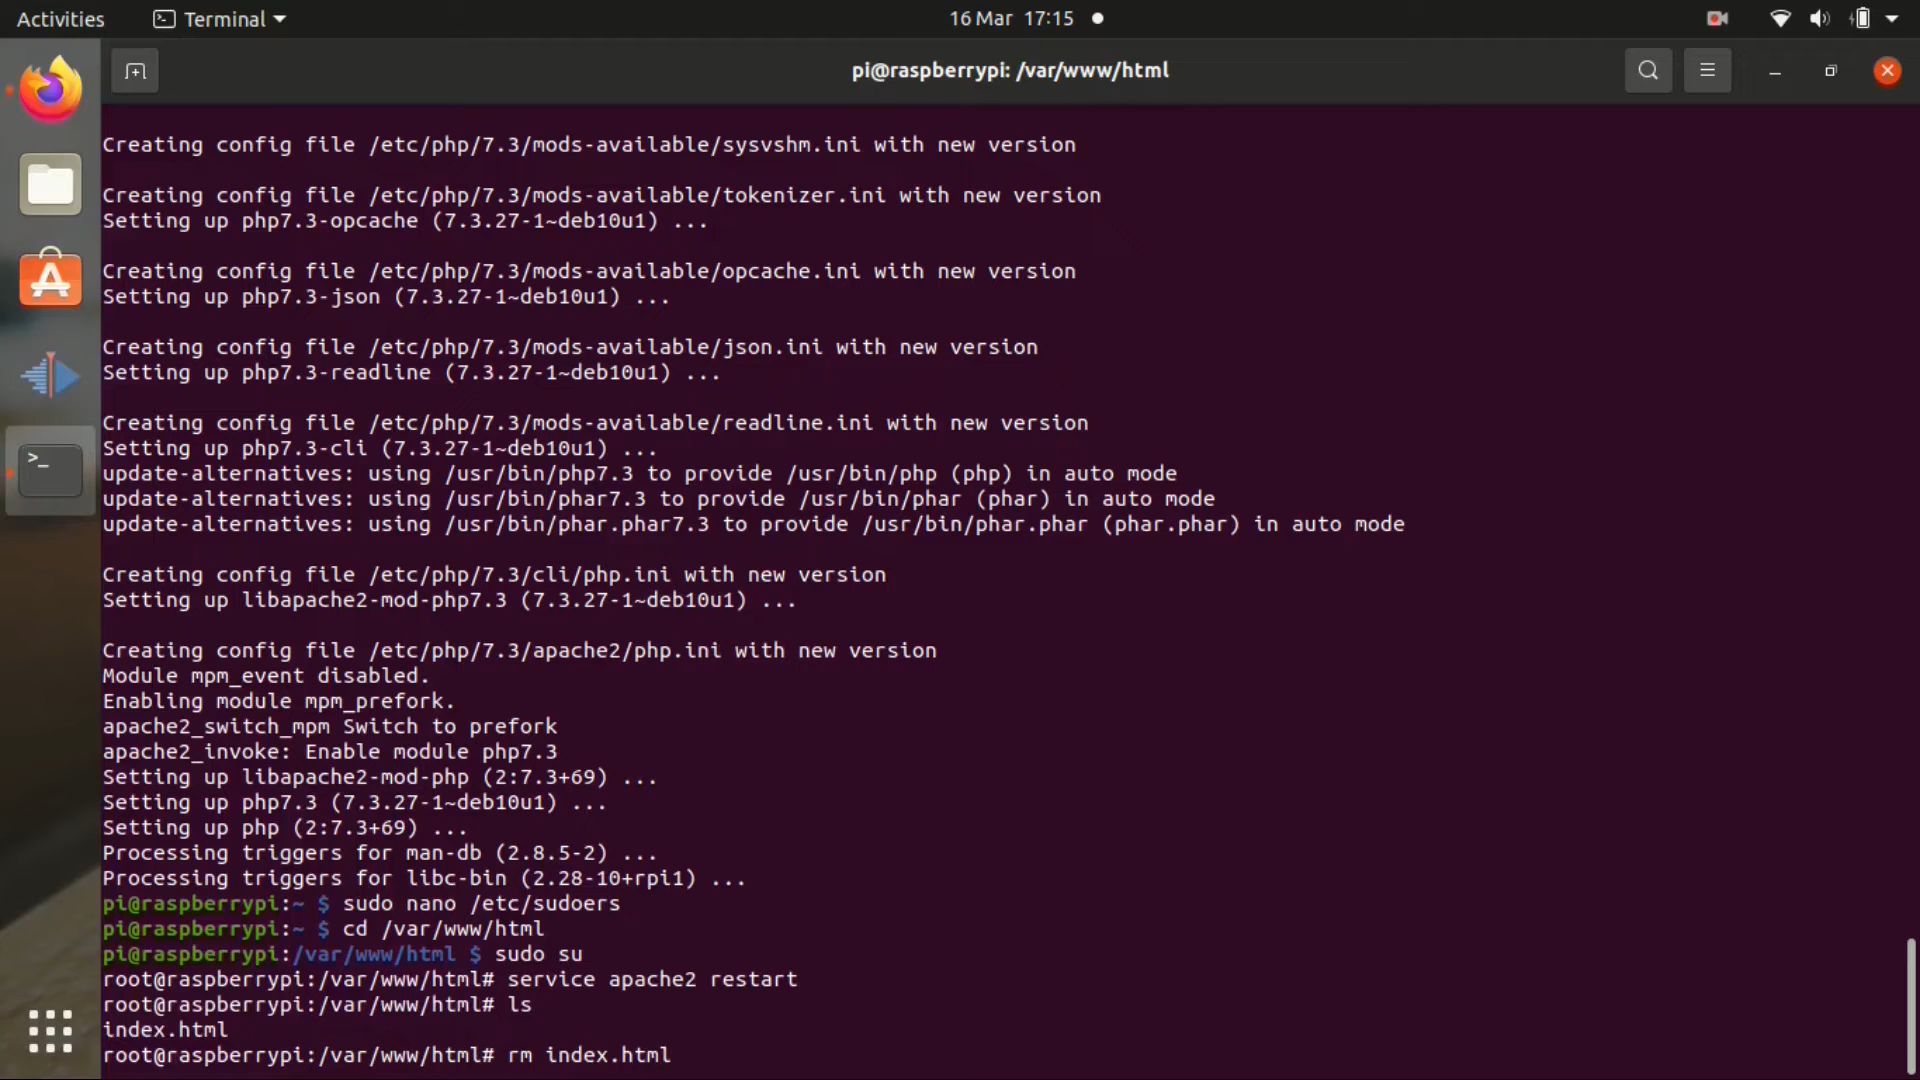 Activities
Terminal
16 Mar 17:15
pi@raspberrypi: /var/www/html
Creating config file /etc/php/7.3/mods-available/sysvshm.ini with new version
Creating config file /etc/php/7.3/mods-available/tokenizer.ini with new version
Setting up php7.3-opcache (7.3.27-1~deb10u1) ...
Creating config file /etc/php/7.3/mods-available/opcache.ini with new version
Setting up php7.3-json (7.3.27-1~deb10u1) ...
Creating config file /etc/php/7.3/mods-available/json.ini with new version
Setting up php7.3-readline (7.3.27-1~deb10u1) ...
Creating config file /etc/php/7.3/mods-available/readline.ini with new version
Setting up php7.3-cli (7.3.27-1~deb10u1) ...
update-alternatives: using /usr/bin/php7.3 to provide /usr/bin/php (php) in auto mode
update-alternatives: using /usr/bin/phar7.3 to provide /usr/bin/phar (phar) in auto mode
update-alternatives: using /usr/bin/phar.phar7.3 to provide /usr/bin/phar.phar (phar.phar) in auto mode
Creating config file /etc/php/7.3/cli/php.ini with new version
Setting up libapache2-mod-php7.3 (7.3.27-1~deb10u1) ...
Creating config file /etc/php/7.3/apache2/php.ini with new version
Module mpm_event disabled.
Enabling module mpm_prefork.
apache2_switch_mpm Switch to prefork
apache2_invoke: Enable module php7.3
Setting up libapache2-mod-php (2:7.3+69) ...
Setting up php7.3 (7.3.27-1~deb10u1) ...
Setting up php (2:7.3+69) ...
Processing triggers for man-db (2.8.5-2) ...
Processing triggers for libc-bin (2.28-10+rpi1) ...
pi@raspberrypi:~ $ sudo nano /etc/sudoers
pi@raspberrypi:~ $ cd /var/www/html
pi@raspberrypi:/var/www/html $ sudo su
root@raspberrypi:/var/www/html# service apache2 restart
root@raspberrypi:/var/www/html# ls
index.html
root@raspberrypi:/var/www/html# rm index.html